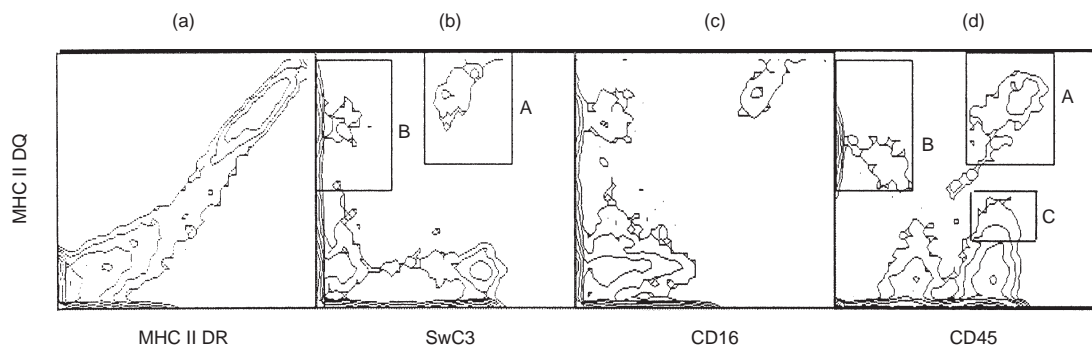 (a) (b) (c) (d)
A
A
B
B
C
MHC II DQ
MHC II DR SwC3 CD16 CD45